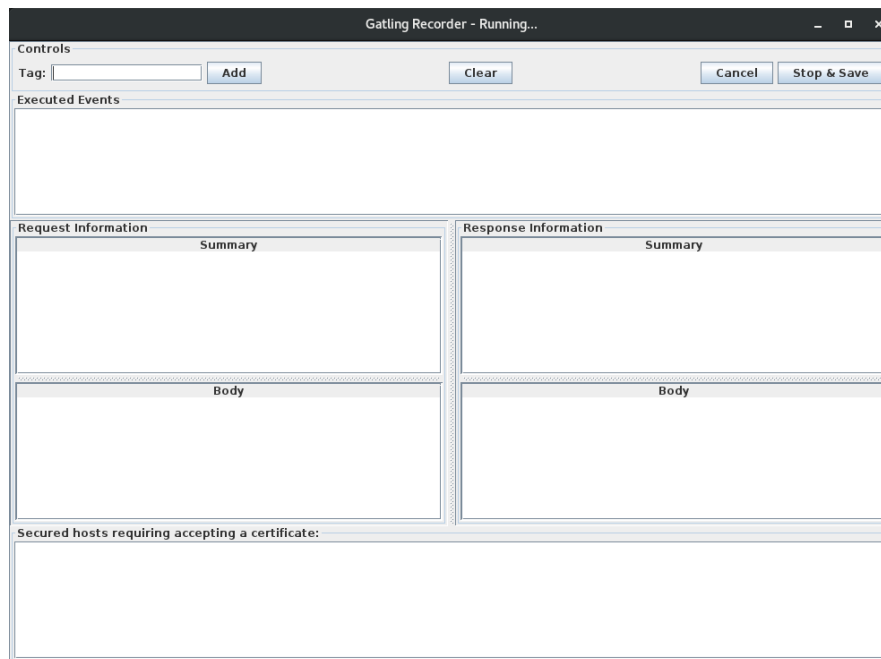 Gatling Recorder - Running...
Controls
Tag: Add Clear Cancel Stop & Save
Executed Events
Request Information Response Information
Summary Summary
Body Body
Secured hosts requiring accepting a certificate: